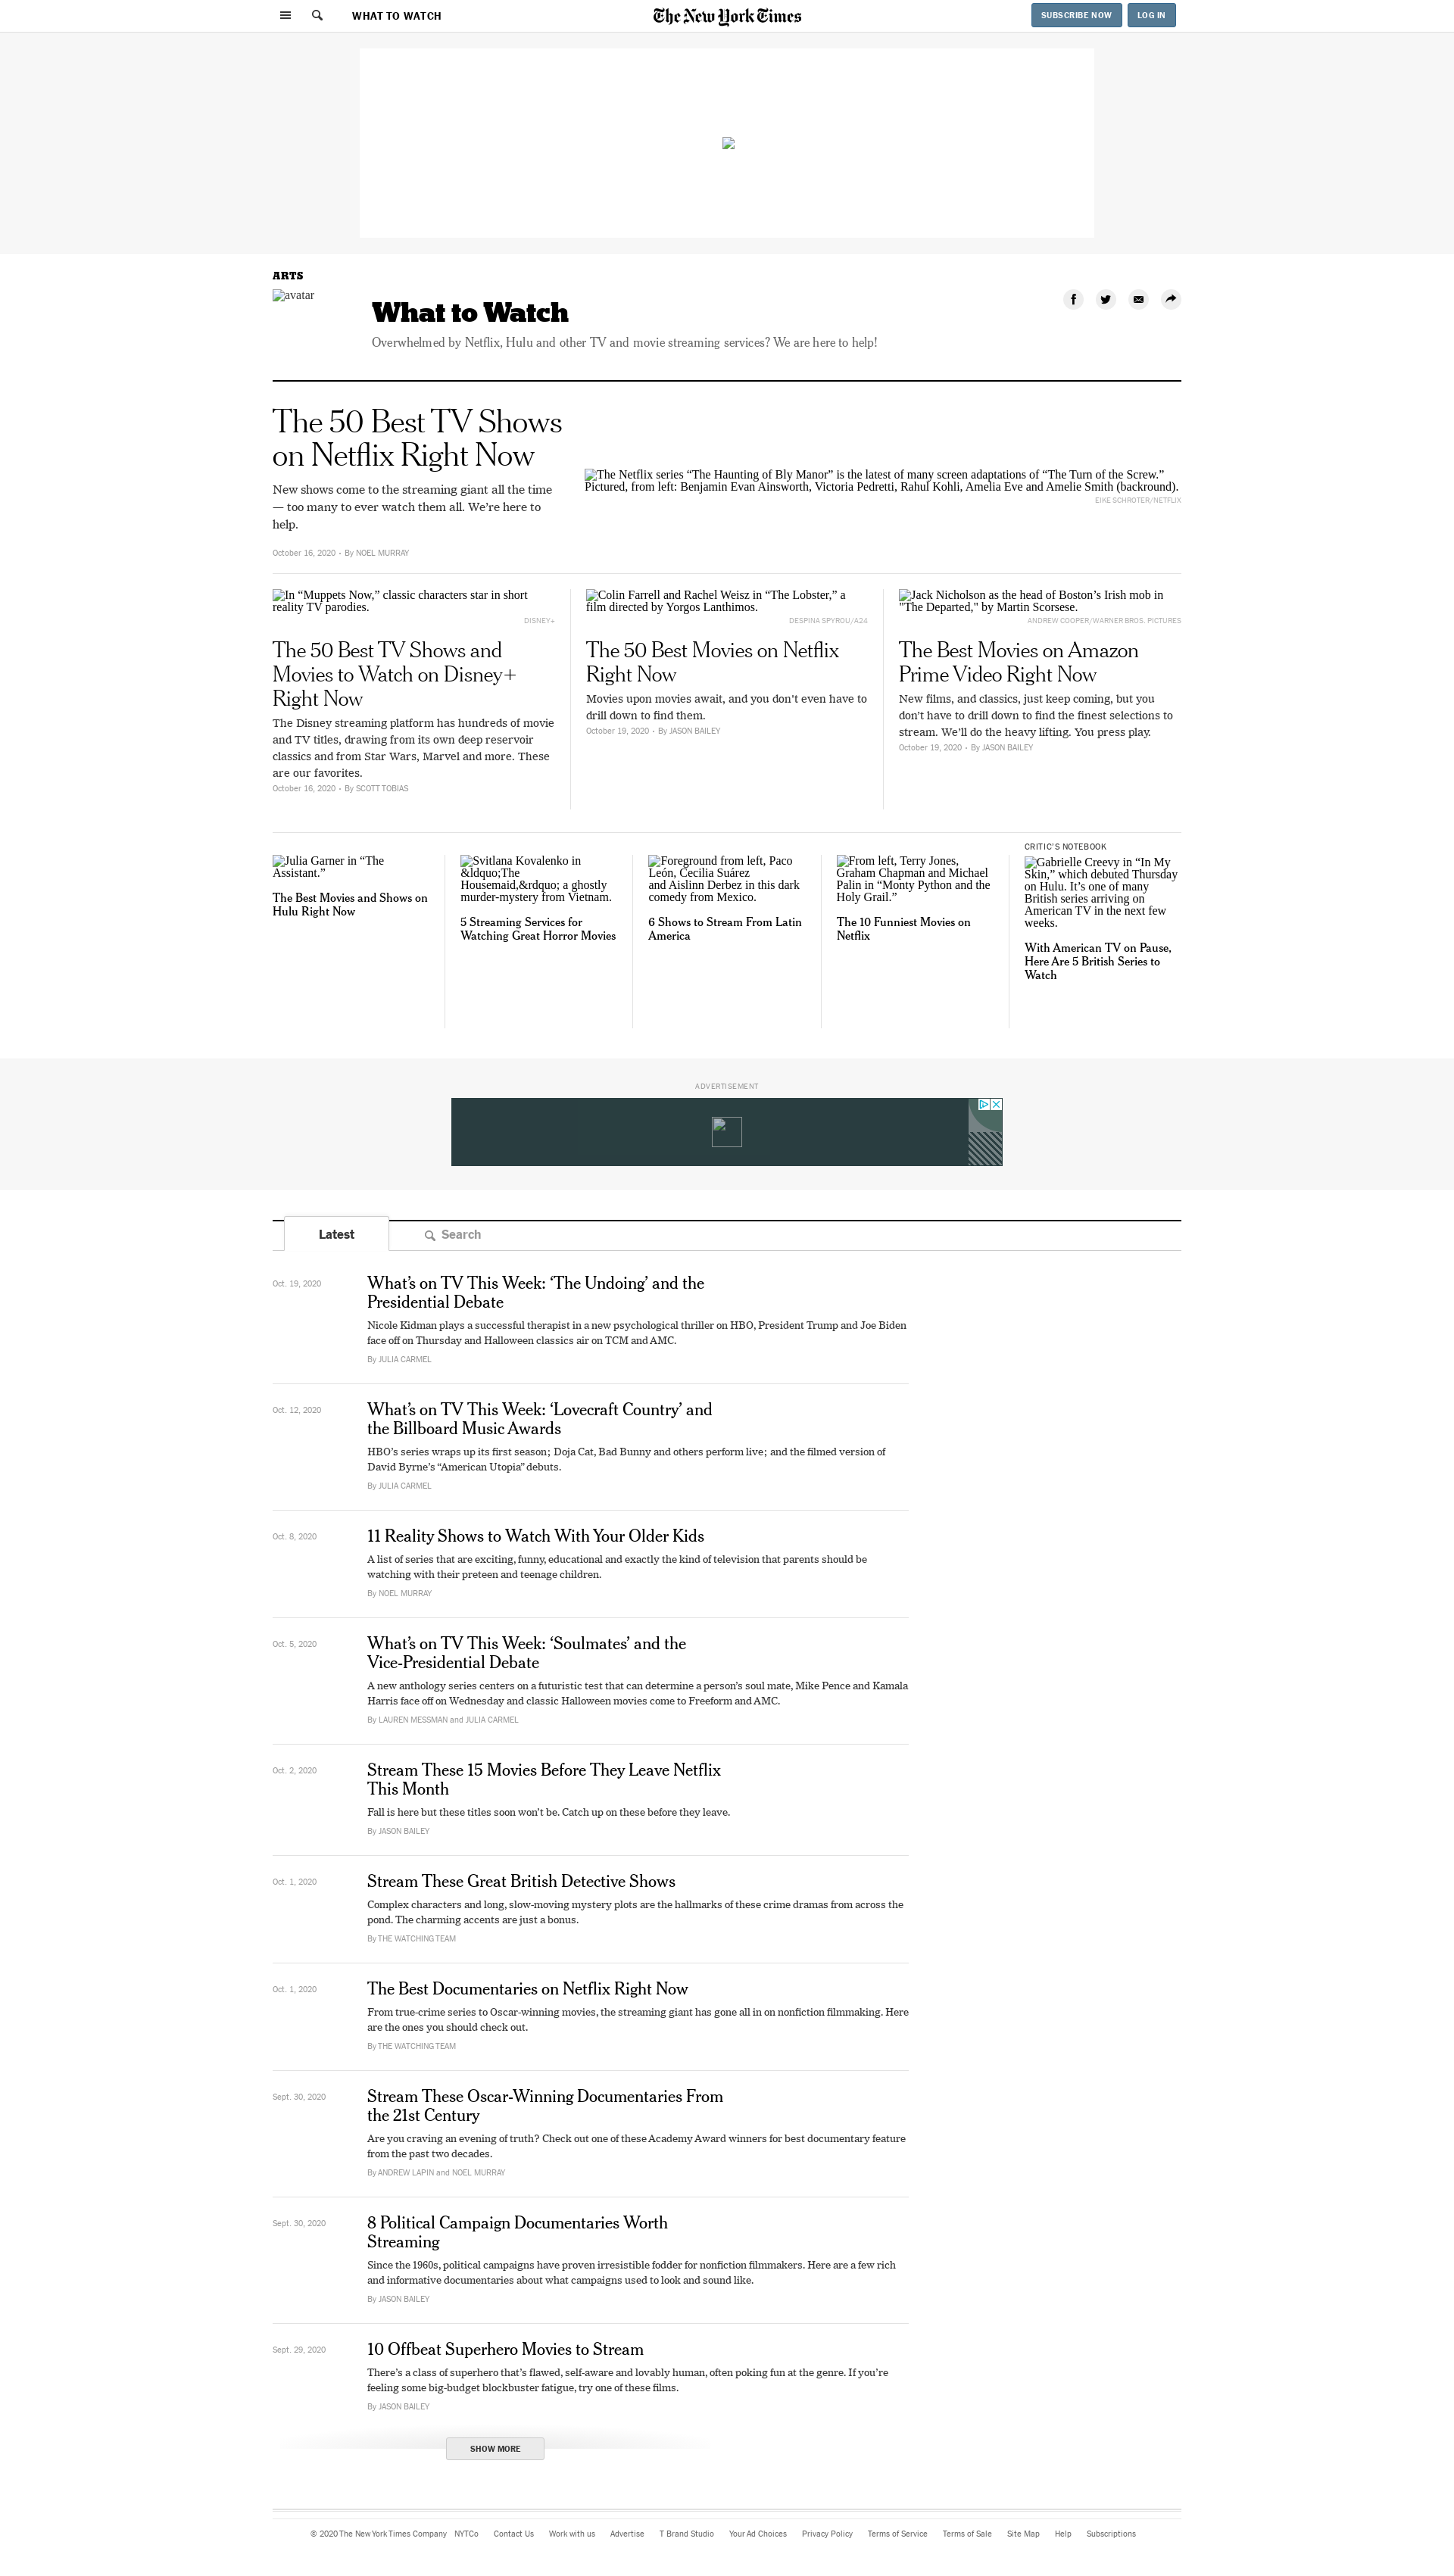 WHAT TO WATCH
The New York Times
SUBSCRIBE NOW
LOG IN
ARTS
avatar
What to Watch
Overwhelmed by Netflix, Hulu and other TV and movie streaming services? We are here to help!
The 50 Best TV Shows
on Netflix Right Now
New shows come to the streaming giant all the time
— too many to ever watch them all. We’re here to
help.
October 16, 2020 • By NOEL MURRAY
The Netflix series “The Haunting of Bly Manor” is the latest of many screen adaptations of “The Turn of the Screw.”
Pictured, from left: Benjamin Evan Ainsworth, Victoria Pedretti, Rahul Kohli, Amelia Eve and Amelie Smith (backround).
EIKE SCHROTER/NETFLIX
In “Muppets Now,” classic characters star in short
reality TV parodies.
DISNEY+
The 50 Best TV Shows and
Movies to Watch on Disney+
Right Now
The Disney streaming platform has hundreds of movie
and TV titles, drawing from its own deep reservoir
classics and from Star Wars, Marvel and more. These
are our favorites.
October 16, 2020 • By SCOTT TOBIAS
Colin Farrell and Rachel Weisz in “The Lobster,” a
film directed by Yorgos Lanthimos.
DESPINA SPYROU/A24
The 50 Best Movies on Netflix
Right Now
Movies upon movies await, and you don’t even have to
drill down to find them.
October 19, 2020 • By JASON BAILEY
Jack Nicholson as the head of Boston’s Irish mob in
"The Departed," by Martin Scorsese.
ANDREW COOPER/WARNER BROS. PICTURES
The Best Movies on Amazon
Prime Video Right Now
New films, and classics, just keep coming, but you
don’t have to drill down to find the finest selections to
stream. We’ll do the heavy lifting. You press play.
October 19, 2020 • By JASON BAILEY
Julia Garner in “The
Assistant.”
The Best Movies and Shows on
Hulu Right Now
Svitlana Kovalenko in
&ldquo;The
Housemaid,&rdquo; a ghostly
murder-mystery from Vietnam.
5 Streaming Services for
Watching Great Horror Movies
Foreground from left, Paco
León, Cecilia Suárez
and Aislinn Derbez in this dark
comedy from Mexico.
6 Shows to Stream From Latin
America
From left, Terry Jones,
Graham Chapman and Michael
Palin in “Monty Python and the
Holy Grail.”
The 10 Funniest Movies on
Netflix
CRITIC’S NOTEBOOK
Gabrielle Creevy in “In My
Skin,” which debuted Thursday
on Hulu. It’s one of many
British series arriving on
American TV in the next few
weeks.
With American TV on Pause,
Here Are 5 British Series to
Watch
ADVERTISEMENT
Latest
Search
Oct. 19, 2020
What’s on TV This Week: ‘The Undoing’ and the
Presidential Debate
Nicole Kidman plays a successful therapist in a new psychological thriller on HBO, President Trump and Joe Biden
face off on Thursday and Halloween classics air on TCM and AMC.
By JULIA CARMEL
Oct. 12, 2020
What’s on TV This Week: ‘Lovecraft Country’ and
the Billboard Music Awards
HBO’s series wraps up its first season; Doja Cat, Bad Bunny and others perform live; and the filmed version of
David Byrne’s “American Utopia” debuts.
By JULIA CARMEL
Oct. 8, 2020
11 Reality Shows to Watch With Your Older Kids
A list of series that are exciting, funny, educational and exactly the kind of television that parents should be
watching with their preteen and teenage children.
By NOEL MURRAY
Oct. 5, 2020
What’s on TV This Week: ‘Soulmates’ and the
Vice-Presidential Debate
A new anthology series centers on a futuristic test that can determine a person’s soul mate, Mike Pence and Kamala
Harris face off on Wednesday and classic Halloween movies come to Freeform and AMC.
By LAUREN MESSMAN and JULIA CARMEL
Oct. 2, 2020
Stream These 15 Movies Before They Leave Netflix
This Month
Fall is here but these titles soon won’t be. Catch up on these before they leave.
By JASON BAILEY
Oct. 1, 2020
Stream These Great British Detective Shows
Complex characters and long, slow-moving mystery plots are the hallmarks of these crime dramas from across the
pond. The charming accents are just a bonus.
By THE WATCHING TEAM
Oct. 1, 2020
The Best Documentaries on Netflix Right Now
From true-crime series to Oscar-winning movies, the streaming giant has gone all in on nonfiction filmmaking. Here
are the ones you should check out.
By THE WATCHING TEAM
Sept. 30, 2020
Stream These Oscar-Winning Documentaries From
the 21st Century
Are you craving an evening of truth? Check out one of these Academy Award winners for best documentary feature
from the past two decades.
By ANDREW LAPIN and NOEL MURRAY
Sept. 30, 2020
8 Political Campaign Documentaries Worth
Streaming
Since the 1960s, political campaigns have proven irresistible fodder for nonfiction filmmakers. Here are a few rich
and informative documentaries about what campaigns used to look and sound like.
By JASON BAILEY
Sept. 29, 2020
10 Offbeat Superhero Movies to Stream
There’s a class of superhero that’s flawed, self-aware and lovably human, often poking fun at the genre. If you’re
feeling some big-budget blockbuster fatigue, try one of these films.
By JASON BAILEY
SHOW MORE
© 2020 The New York Times Company NYTCo Contact Us Work with us Advertise T Brand Studio Your Ad Choices Privacy Policy Terms of Service Terms of Sale Site Map Help Subscriptions